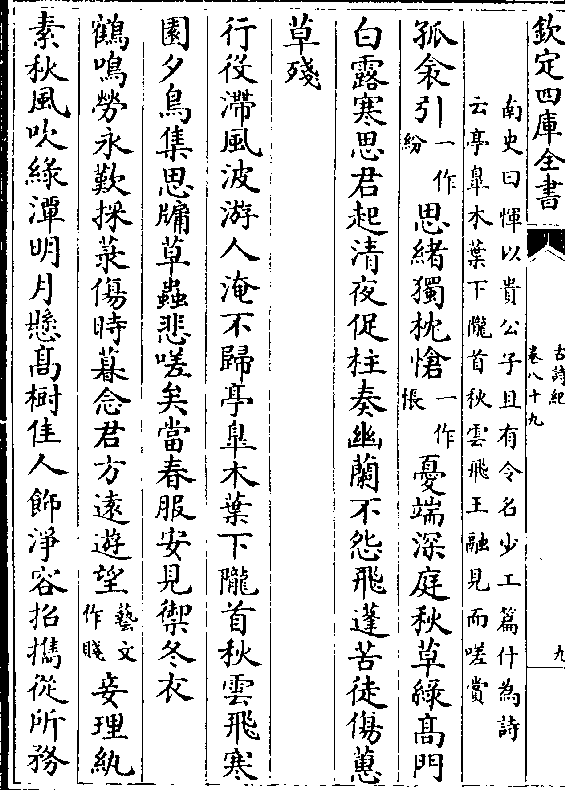 欽定四庫全書
古詩紀
卷八十九
九
南史曰惲以貴公子且有令名少工篇什為詩
云亭臯木葉下隴首秋雲飛王融見而嗟賞
孤衾引一作紛思緒獨枕愴一作悵憂端深庭秋草緑髙門
白露寒思君起清夜促柱奏幽蘭不怨飛蓬苦徒傷蕙
草殘
行役滯風波游人淹不歸亭臯木葉下隴首秋雲飛寒
園夕鳥集思牖草蟲悲嗟矣當春服安見禦冬衣
鶴鳴勞永歎採菉傷時暮念君方逺遊望藝文作賤妾理紈
素秋風吹緑潭明月懸髙樹佳人飾淨容招攜從所務